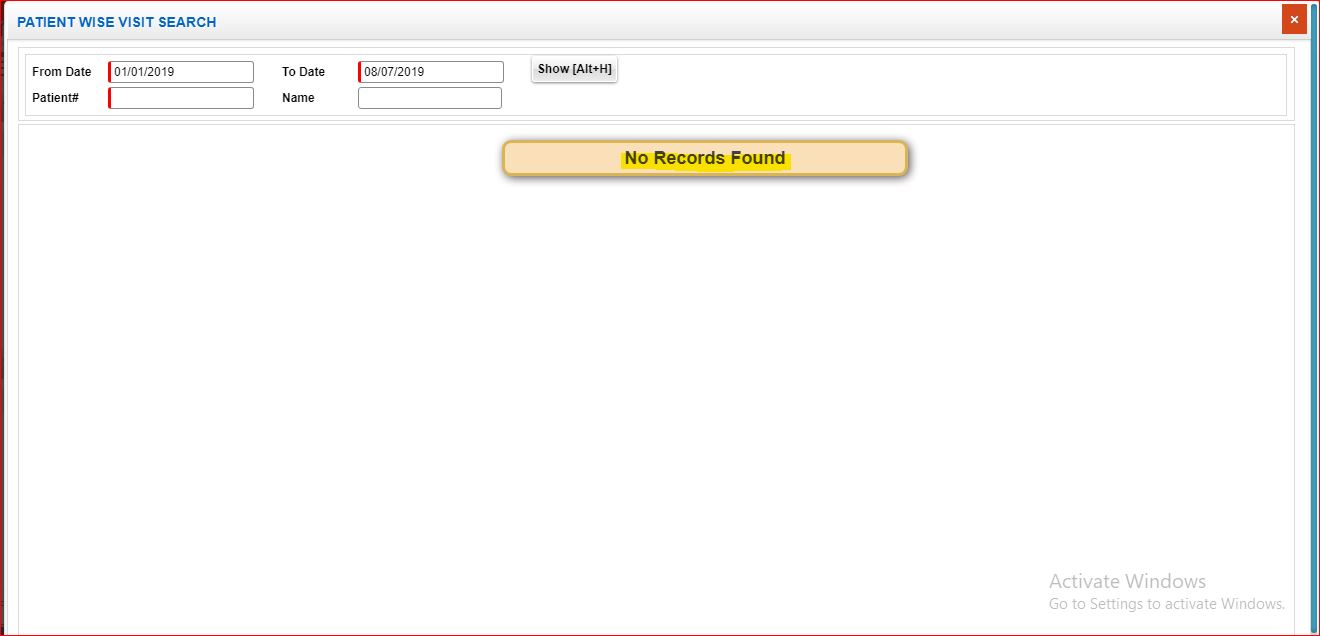 PATIENT WISE VISIT SEARCH ×
From Date 01/01/2019 To Date 08/07/2019 Show [Alt+H]
Patient# Name
No Records Found
Activate Windows
Go to Settings to activate Windows.